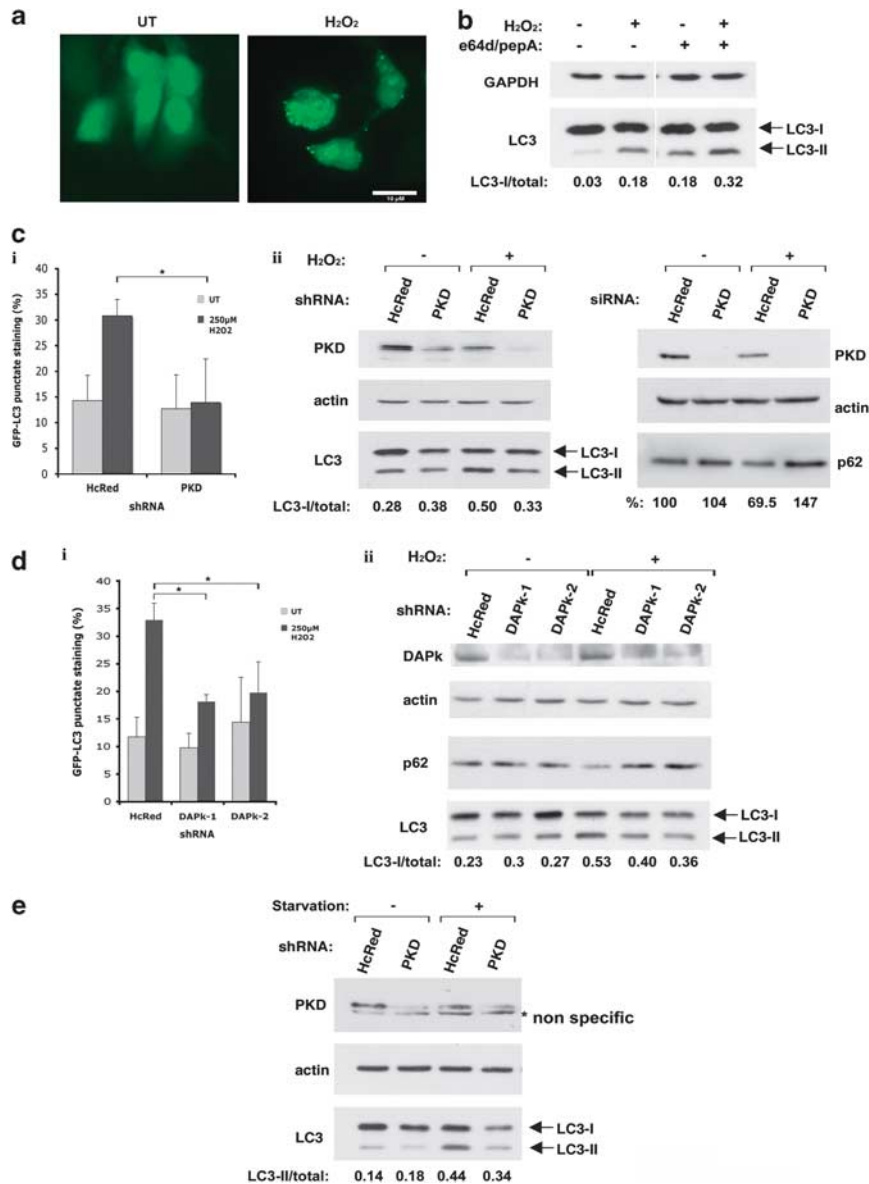 a
UT
H2O2
10 µM
b
H2O2: - + - +
e64d/pepA: - - + +
GAPDH
LC3
LC3-I
LC3-II
LC3-I/total: 0.03 0.18 0.18 0.32
c
i
GFP-LC3 punctate staining (%)
40
35
30
25
20
15
10
5
0
*
UT
250µM
H2O2
HcRed PKD
shRNA
ii
H2O2: - +
shRNA: HcRed PKD HcRed PKD
PKD
actin
LC3
LC3-I
LC3-II
LC3-I/total: 0.28 0.38 0.50 0.33
- +
siRNA: HcRed PKD HcRed PKD
PKD
actin
p62
%: 100 104 69.5 147
d
i
GFP-LC3 punctate staining (%)
40
35
30
25
20
15
10
5
0
*
*
UT
250µM
H2O2
HcRed DAPk-1 DAPk-2
shRNA
ii
H2O2: - +
shRNA: HcRed DAPk-1 DAPk-2 HcRed DAPk-1 DAPk-2
DAPk
actin
p62
LC3
LC3-I
LC3-II
LC3-I/total: 0.23 0.3 0.27 0.53 0.40 0.36
e
Starvation: - +
shRNA: HcRed PKD HcRed PKD
PKD
* non specific
actin
LC3
LC3-I
LC3-II
LC3-II/total: 0.14 0.18 0.44 0.34